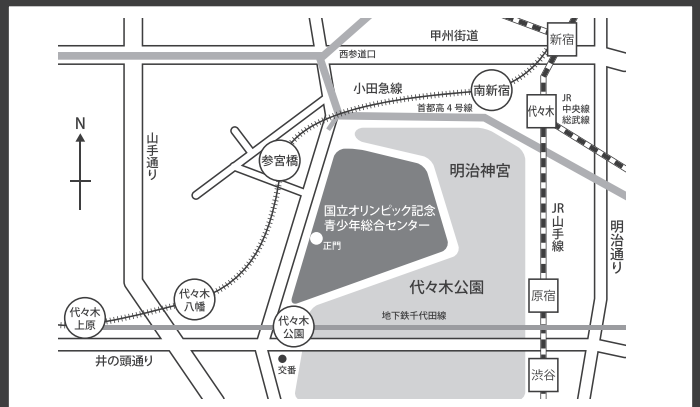 甲州街道
新宿
西参道口
小田急線
南新宿
首都高4号線
代々木
JR
中央線
総武線
N
山手通り
参宮橋
明治神宮
国立オリンピック記念
青少年総合センター
正門
JR山手線
明治通り
代々木公園
代々木
八幡
原宿
代々木
上原
代々木
公園
地下鉄千代田線
井の頭通り
交番
渋谷